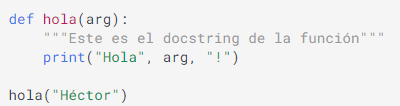 def hola(arg):
    """Este es el docstring de la función"""
    print("Hola", arg, "!")
hola("Héctor")